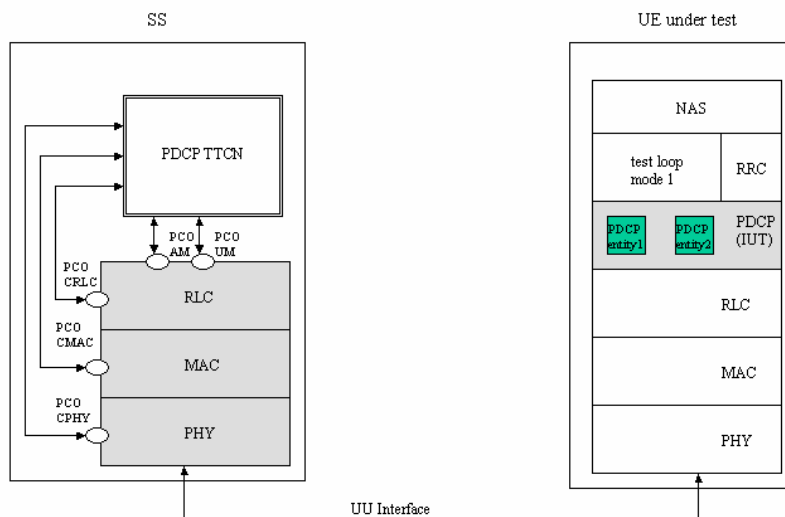 SS
UE under test
PDCP TTCN
PCO
AM
PCO
UM
PCO
CRLC
RLC
PCO
CMAC
MAC
PCO
CPHY
PHY
NAS
test loop
mode 1
RRC
PDCP
entity1
PDCP
entity2
PDCP
(IUT)
RLC
MAC
PHY
UU Interface